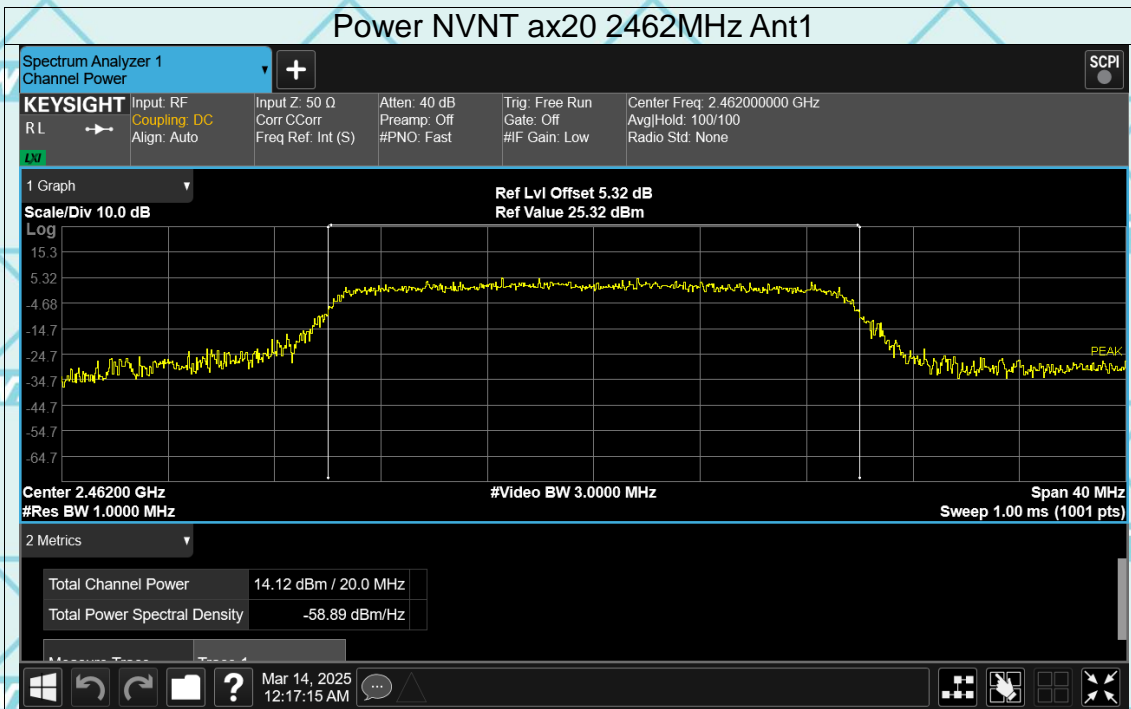 Power NVNT ax20 2462MHz Ant1
Spectrum Analyzer 1
Channel Power
+
SCPI
KEYSIGHT
R L
LXI
Input: RF
Coupling: DC
Align: Auto
Input Z: 50 Ω
Corr CCorr
Freq Ref: Int (S)
Atten: 40 dB
Preamp: Off
#PNO: Fast
Trig: Free Run
Gate: Off
#IF Gain: Low
Center Freq: 2.462000000 GHz
Avg|Hold: 100/100
Radio Std: None
1 Graph
Scale/Div 10.0 dB
Ref Lvl Offset 5.32 dB
Ref Value 25.32 dBm
Log
15.3
5.32
-4.68
-14.7
-24.7
-34.7
-44.7
-54.7
-64.7
PEAK
Center 2.46200 GHz
#Res BW 1.0000 MHz
#Video BW 3.0000 MHz
Span 40 MHz
Sweep 1.00 ms (1001 pts)
2 Metrics
Total Channel Power 14.12 dBm / 20.0 MHz
Total Power Spectral Density -58.89 dBm/Hz
Measure Trace Trace 1
?
Mar 14, 2025
12:17:15 AM